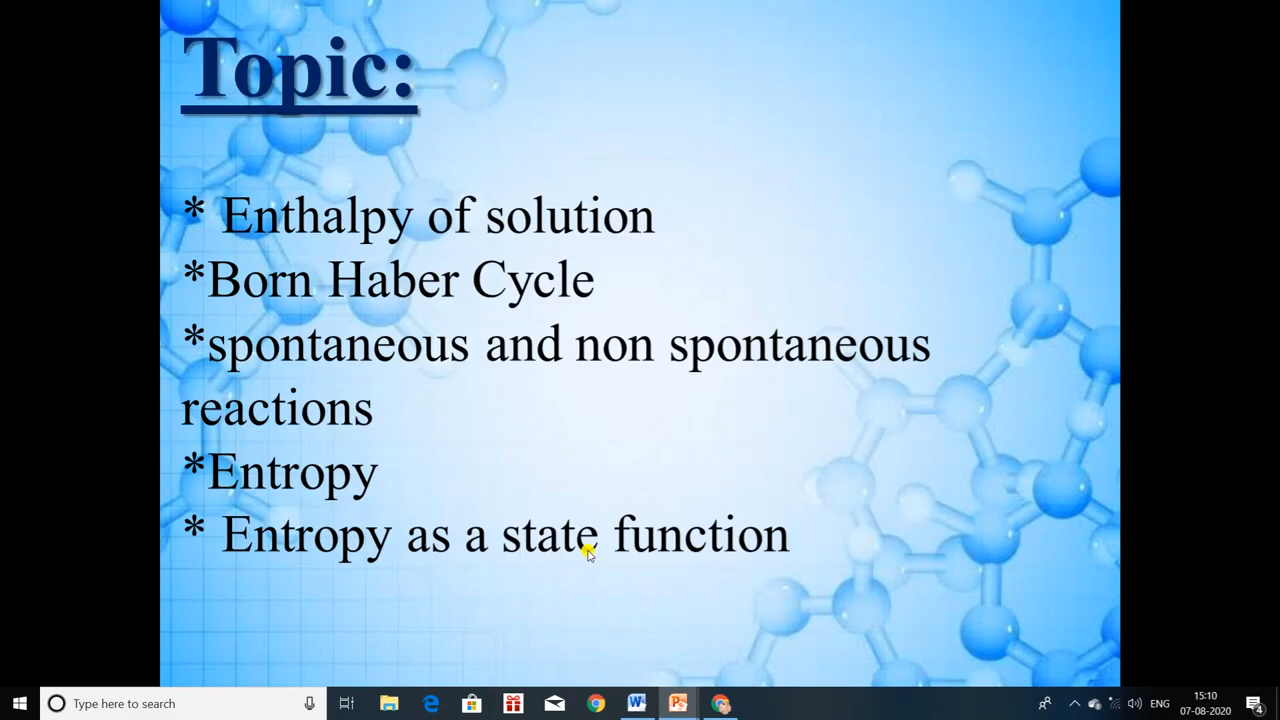 Topic:
* Enthalpy of solution
*Born Haber Cycle
*spontaneous and non spontaneous
reactions
*Entropy
* Entropy as a state function
Type here to search
ENG
15:10
07-08-2020
4